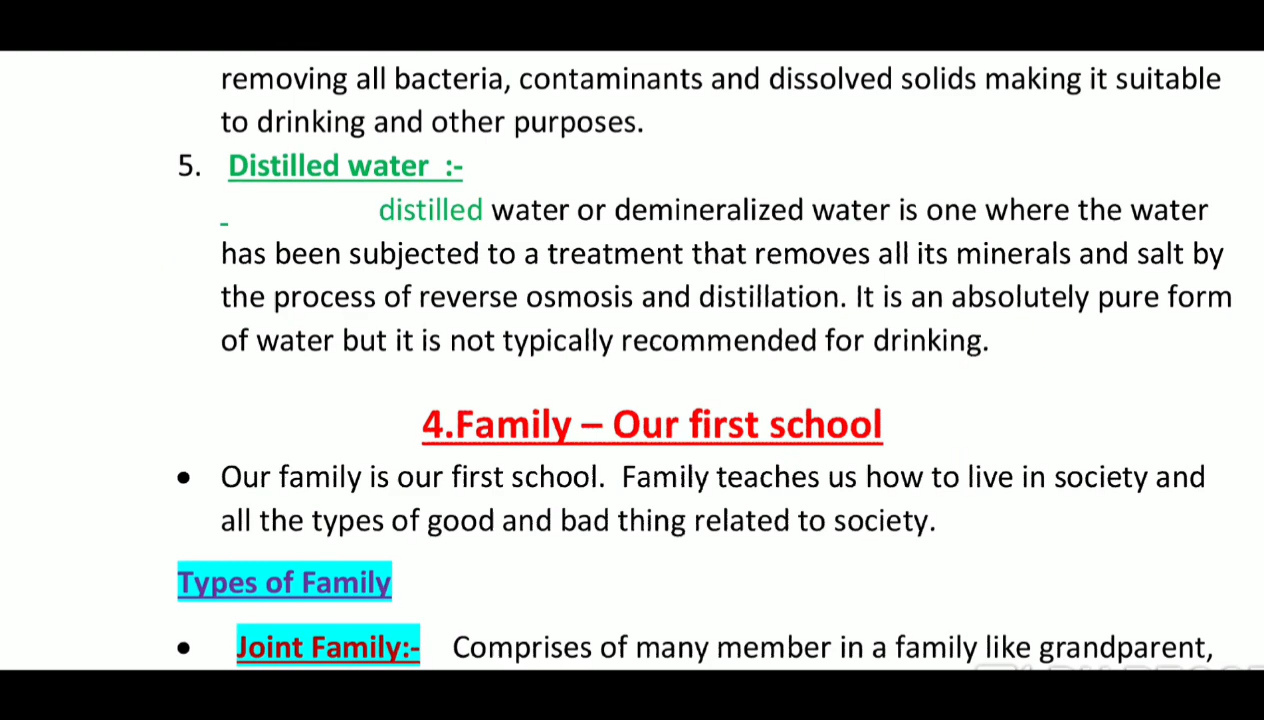 removing all bacteria, contaminants and dissolved solids making it suitable
to drinking and other purposes.
5. Distilled water :-
distilled water or demineralized water is one where the water
has been subjected to a treatment that removes all its minerals and salt by
the process of reverse osmosis and distillation. It is an absolutely pure form
of water but it is not typically recommended for drinking.
4.Family – Our first school
• Our family is our first school. Family teaches us how to live in society and
all the types of good and bad thing related to society.
Types of Family
• Joint Family:- Comprises of many member in a family like grandparent,